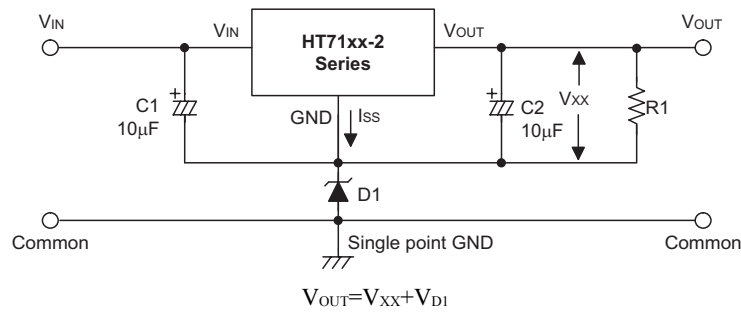 VIN
VIN
HT71xx-2
Series
VOUT
VOUT
C1
10μF
GND
ISS
C2
10μF
VXX
R1
D1
Common
Single point GND
Common
VOUT=VXX+VD1